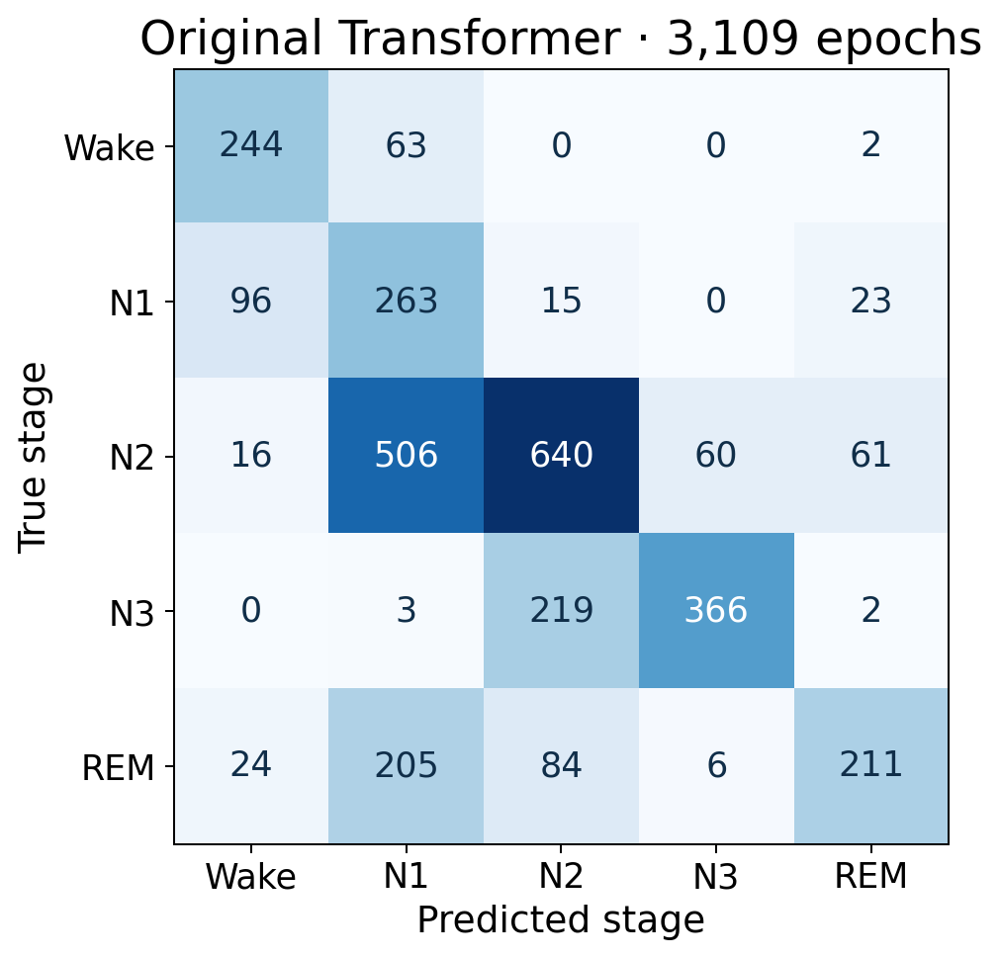 Original Transformer · 3,109 epochs
True stage
Wake 244 63 0 0 2
N1 96 263 15 0 23
N2 16 506 640 60 61
N3 0 3 219 366 2
REM 24 205 84 6 211
Wake N1 N2 N3 REM
Predicted stage